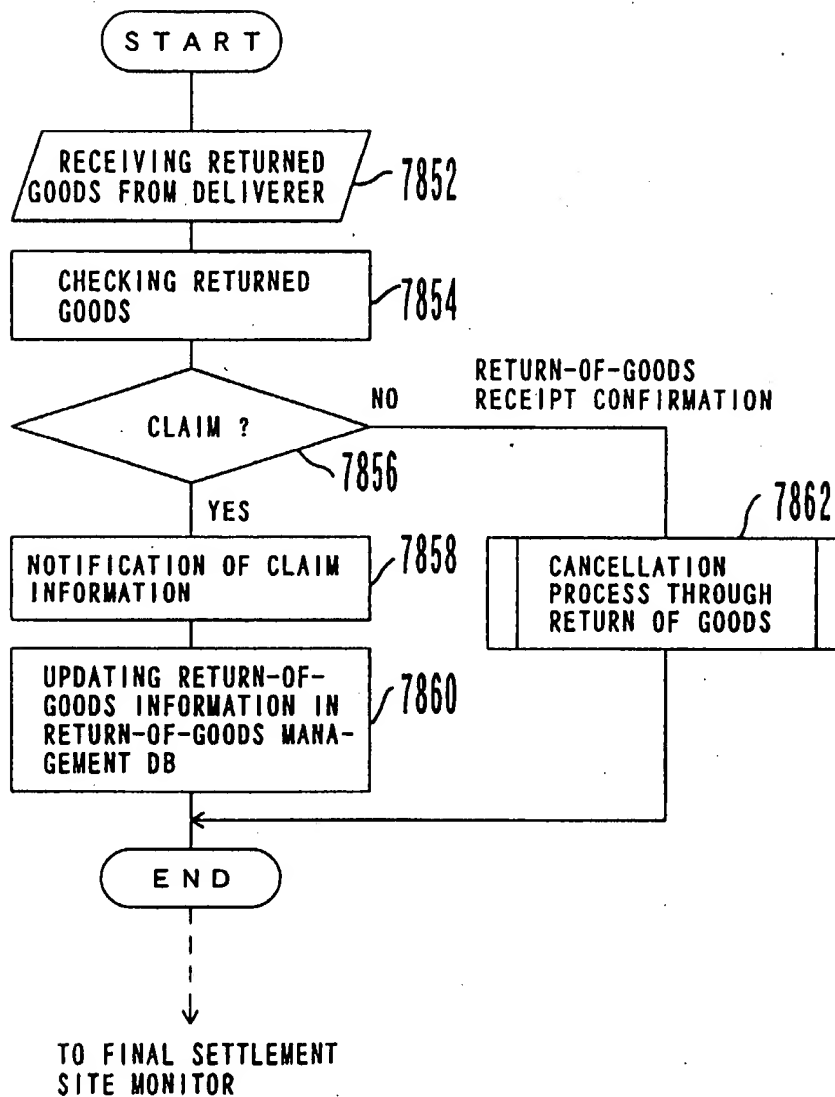 START
RECEIVING RETURNED
GOODS FROM DELIVERER
7852
CHECKING RETURNED
GOODS
7854
CLAIM ?
7856
NO
RETURN-OF-GOODS
RECEIPT CONFIRMATION
YES
NOTIFICATION OF CLAIM
INFORMATION
7858
7862
CANCELLATION
PROCESS THROUGH
RETURN OF GOODS
UPDATING RETURN-OF-
GOODS INFORMATION IN
RETURN-OF-GOODS MANA-
GEMENT DB
7860
END
TO FINAL SETTLEMENT
SITE MONITOR